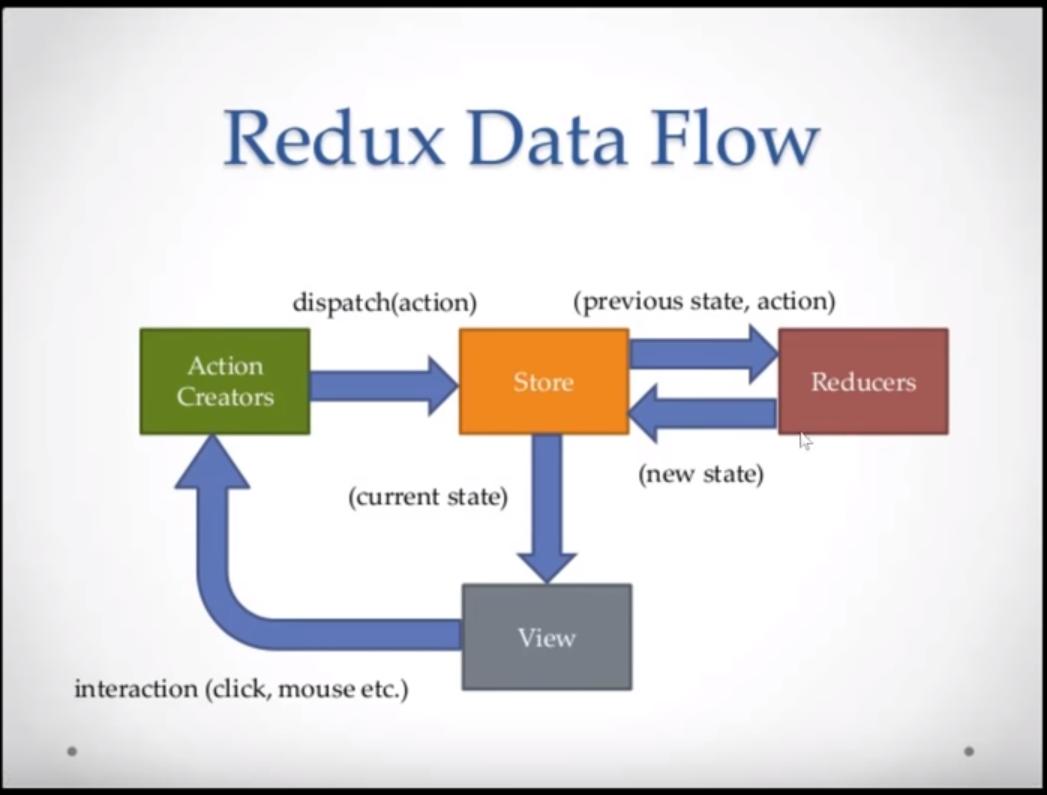 Redux Data Flow
dispatch(action)
(previous state, action)
Action
Creators
Store
Reducers
(new state)
(current state)
View
interaction (click, mouse etc.)